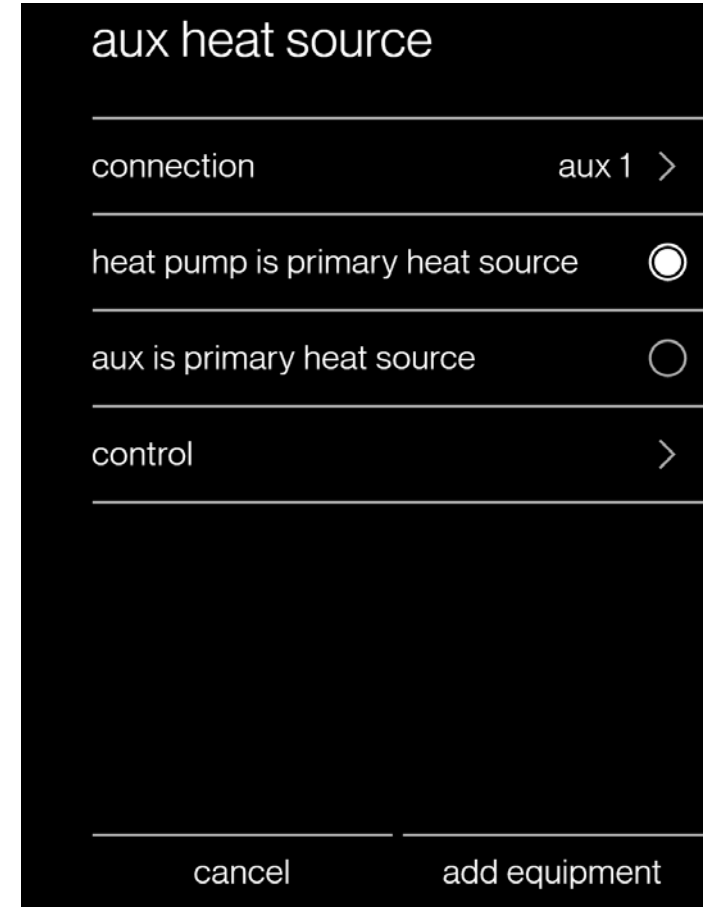 aux heat source
connection aux 1
heat pump is primary heat source
aux is primary heat source
control
cancel add equipment